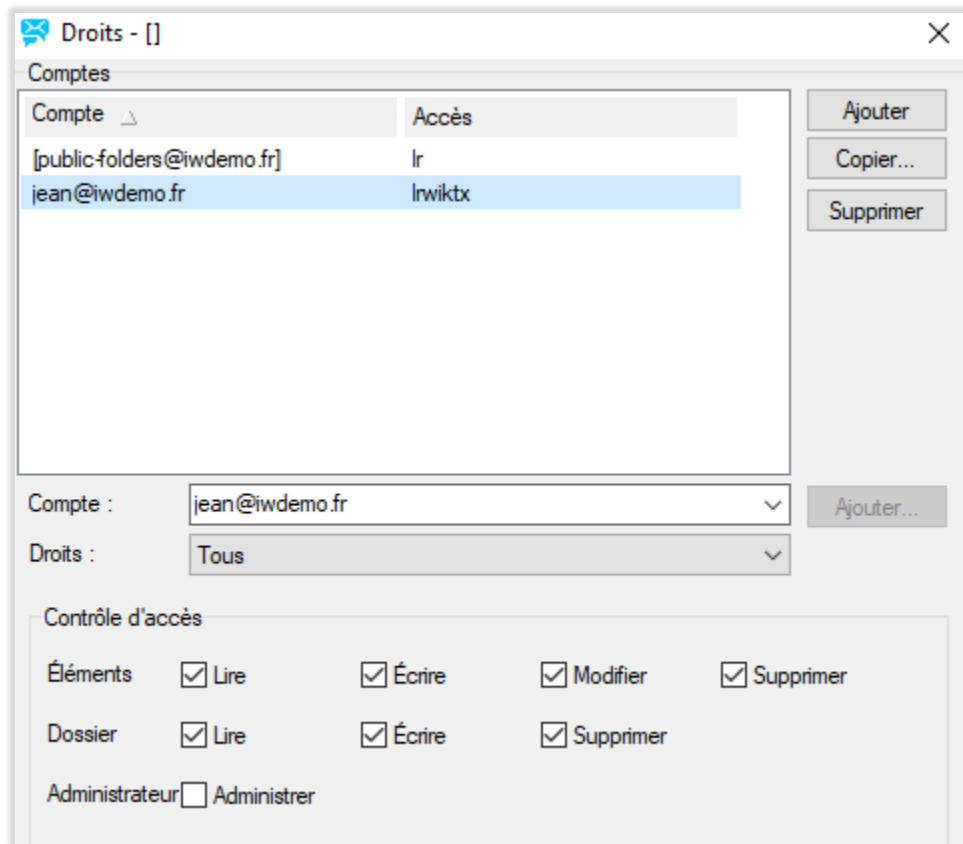 Droits - []
Comptes
Compte Accès Ajouter
[public-folders@iwdemo.fr] lr Copier...
jean@iwdemo.fr lrwiktx Supprimer
Compte : jean@iwdemo.fr Ajouter...
Droits : Tous
Contrôle d'accès
Éléments Lire Écrire Modifier Supprimer
Dossier Lire Écrire Supprimer
Administrateur Administrer